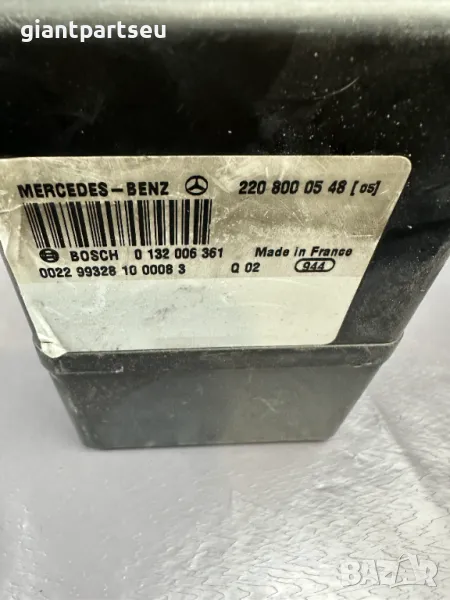 giantpartseu
MERCEDES-BENZ 220 800 05 48 [05]
BOSCH 0 132 006 361 Made in France
0022 99328 10 0008 3 Q 02 944
BAZAR